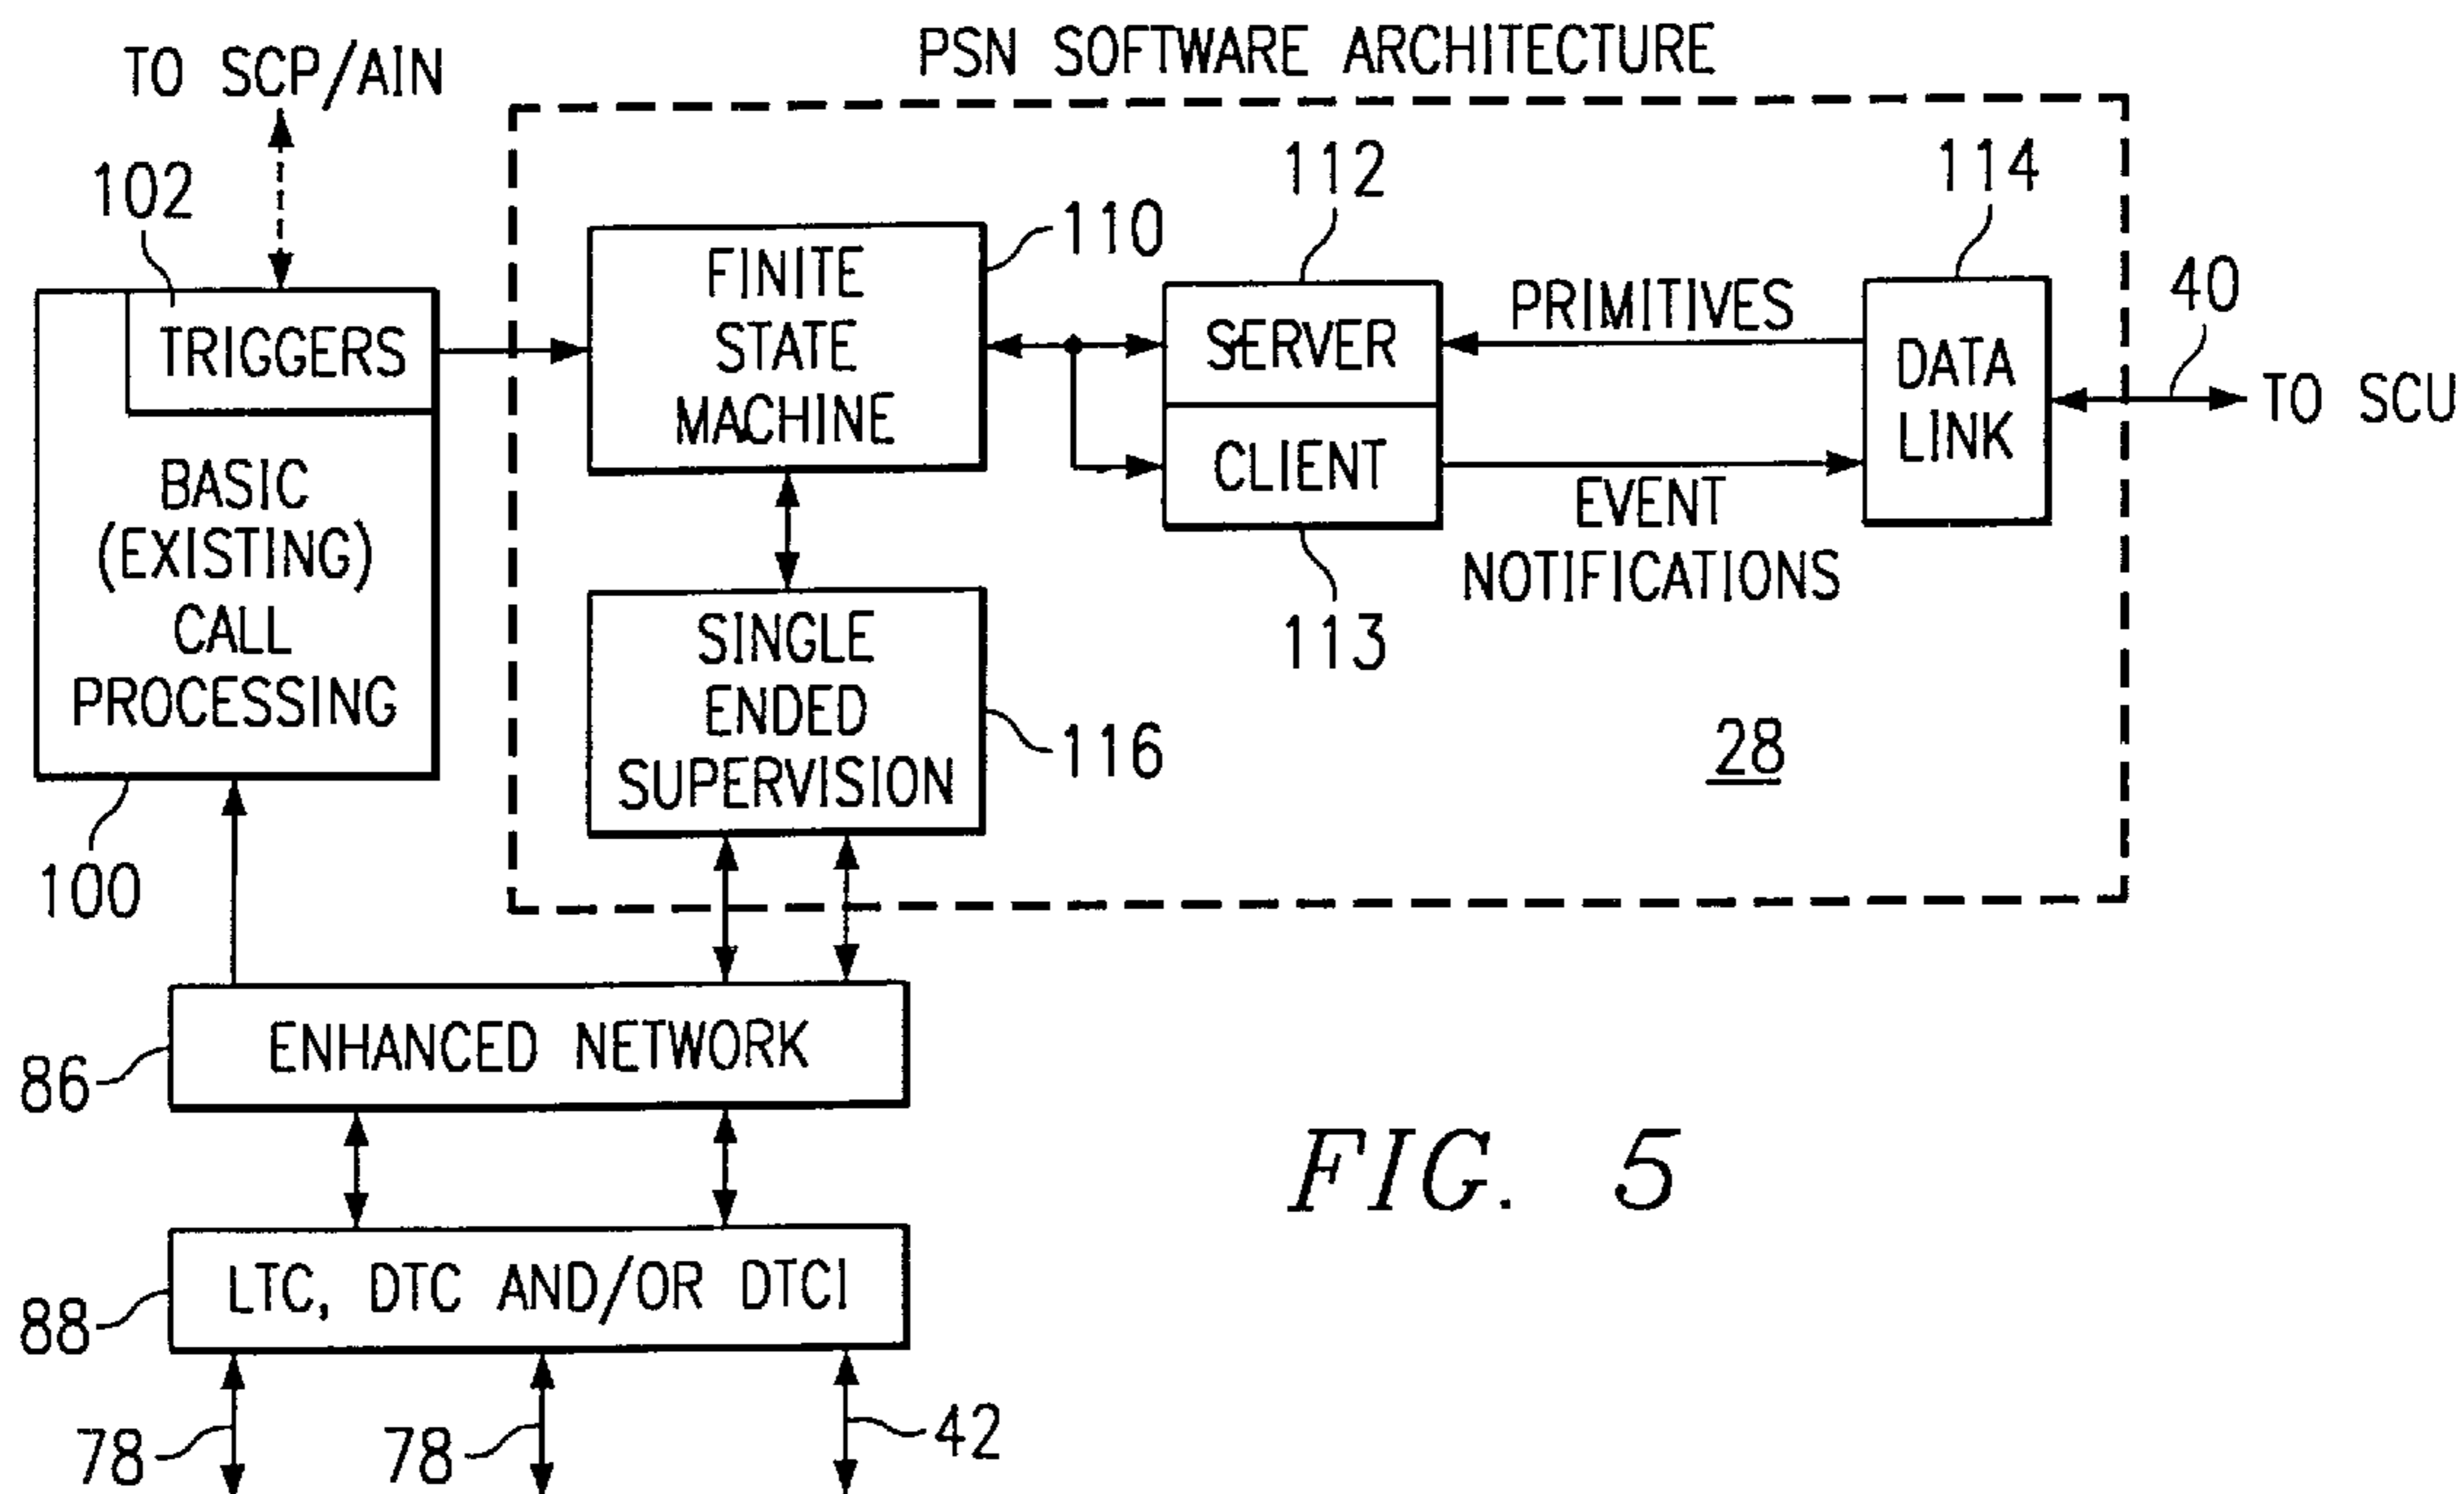 PSN SOFTWARE ARCHITECTURE
TO SCP/AIN
102
TRIGGERS
BASIC
(EXISTING)
CALL
PROCESSING
100
FINITE
STATE
MACHINE
110
112
SERVER
CLIENT
113
PRIMITIVES
EVENT
NOTIFICATIONS
114
DATA
LINK
40
TO SCU
SINGLE
ENDED
SUPERVISION
116
28
ENHANCED NETWORK
86
LTC, DTC AND/OR DTCI
88
78
78
42
FIG. 5